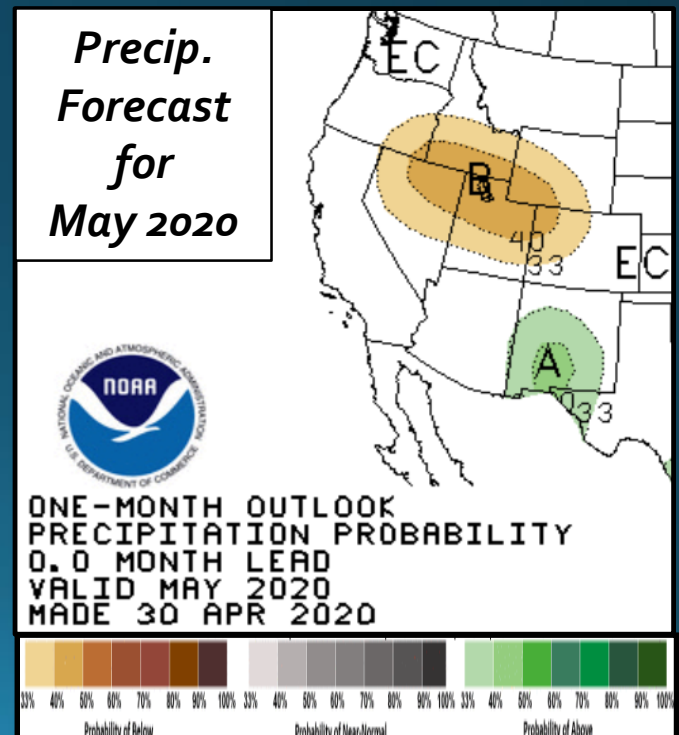 Precip.
Forecast
for
May 2020
EC
B
40
33
EC
A
33
NATIONAL OCEANIC AND ATMOSPHERIC ADMINISTRATION
NOAA
U.S. DEPARTMENT OF COMMERCE
ONE-MONTH OUTLOOK
PRECIPITATION PROBABILITY
0.0 MONTH LEAD
VALID MAY 2020
MADE 30 APR 2020
33% 40% 50% 60% 70% 80% 90% 100% 33% 40% 50% 60% 70% 80% 90% 100% 33% 40% 50% 60% 70% 80% 90% 100%
Probability of Below Probability of Near-Normal Probability of Above